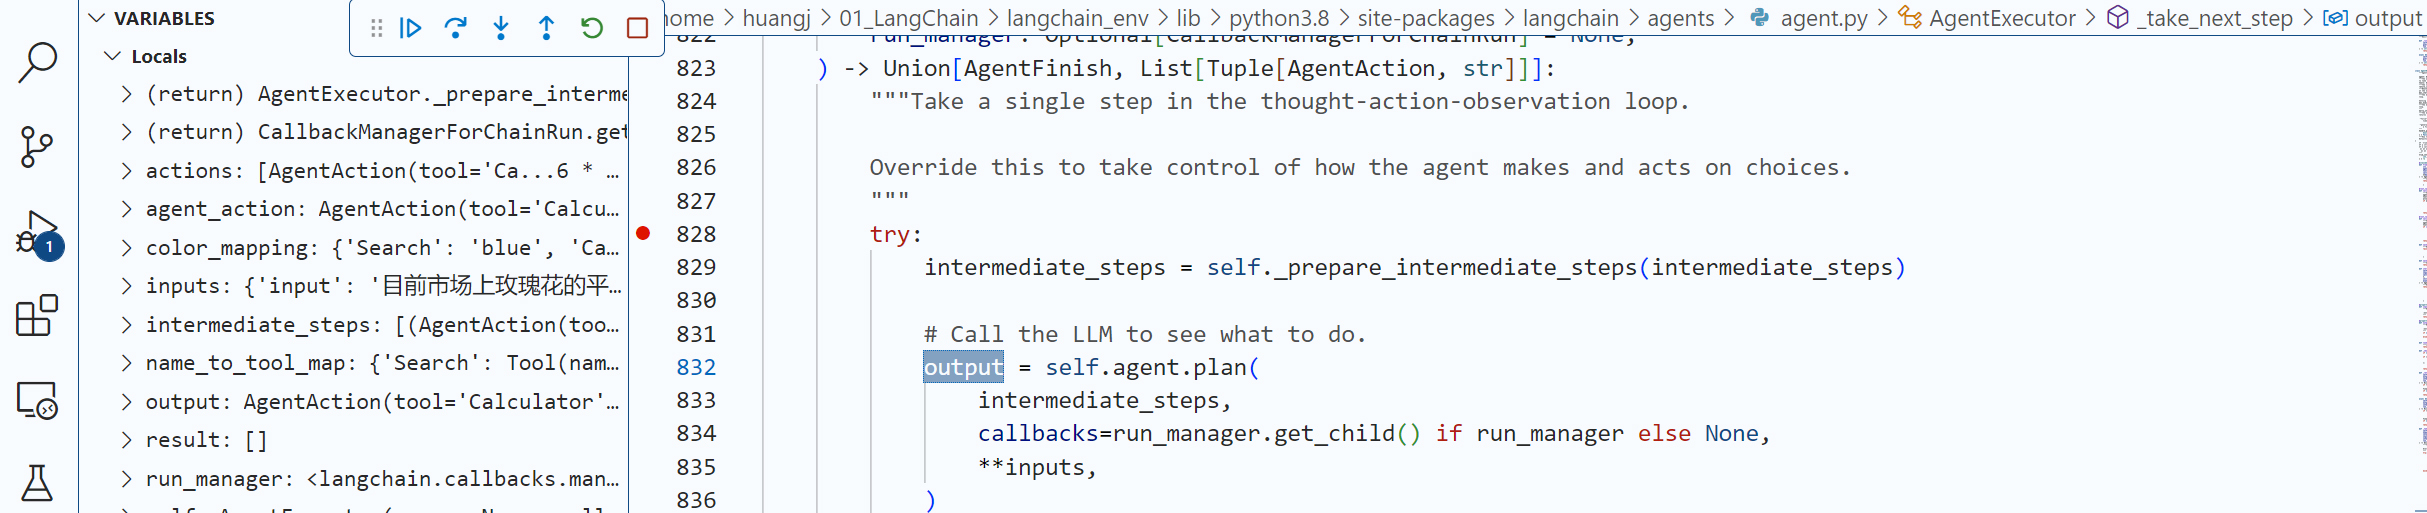 VARIABLES
Locals
(return) AgentExecutor._prepare_interme
(return) CallbackManagerForChainRun.get
actions: [AgentAction(tool='Ca...6 * ...
agent_action: AgentAction(tool='Calcu...
color_mapping: {'Search': 'blue', 'Ca...
inputs: {'input': '目前市场上玫瑰花的平...
intermediate_steps: [(AgentAction(too...
name_to_tool_map: {'Search': Tool(nam...
output: AgentAction(tool='Calculator'...
result: []
run_manager: <langchain.callbacks.man...
1
home > huangj > 01_LangChain > langchain_env > lib > python3.8 > site-packages > langchain > agents > agent.py > AgentExecutor > _take_next_step > output
822 run_manager: Optional[CallbackManagerForChainRun] = None,
823 ) -> Union[AgentFinish, List[Tuple[AgentAction, str]]]:
824 """Take a single step in the thought-action-observation loop.
825
826 Override this to take control of how the agent makes and acts on choices.
827 """
828 try:
829 intermediate_steps = self._prepare_intermediate_steps(intermediate_steps)
830
831 # Call the LLM to see what to do.
832 output = self.agent.plan(
833 intermediate_steps,
834 callbacks=run_manager.get_child() if run_manager else None,
835 **inputs,
836 )